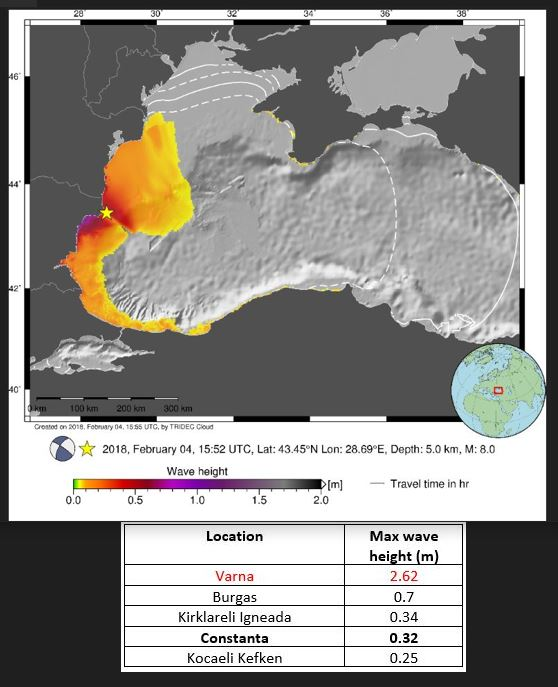 28° 30° 32° 34° 36° 38°
46°
44°
42°
40°
0 km 100 km 200 km 300 km
Created on 2018, February 04, 15:55 UTC, by TRIDEC Cloud
2018, February 04, 15:52 UTC, Lat: 43.45°N Lon: 28.69°E, Depth: 5.0 km, M: 8.0
Wave height
[m]
Travel time in hr
0.0 0.5 1.0 1.5 2.0
Location Max wave
height (m)
Varna 2.62
Burgas 0.7
Kirklareli Igneada 0.34
Constanta 0.32
Kocaeli Kefken 0.25